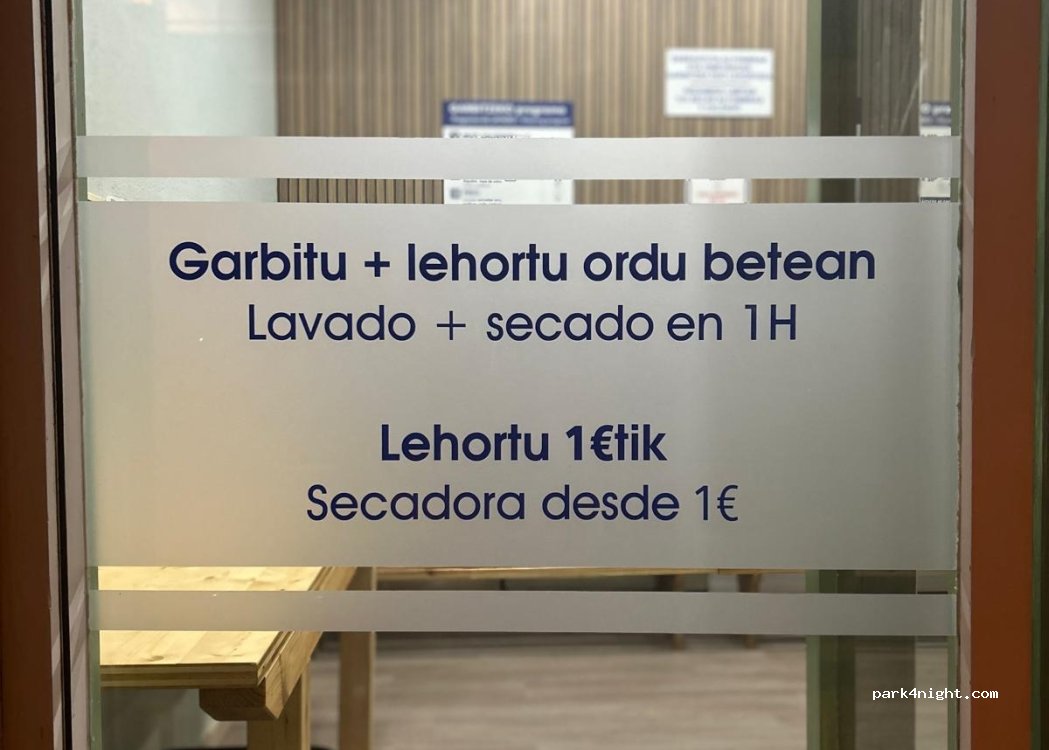 Garbitu + lehortu ordu betean
Lavado + secado en 1H
Lehortu 1€tik
Secadora desde 1€
park4night.com